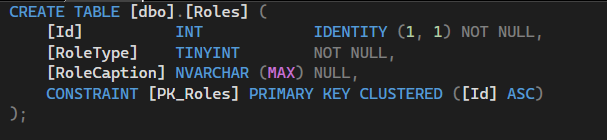 CREATE TABLE [dbo].[Roles] (
    [Id]          INT            IDENTITY (1, 1) NOT NULL,
    [RoleType]    TINYINT        NOT NULL,
    [RoleCaption] NVARCHAR (MAX) NULL,
    CONSTRAINT [PK_Roles] PRIMARY KEY CLUSTERED ([Id] ASC)
);